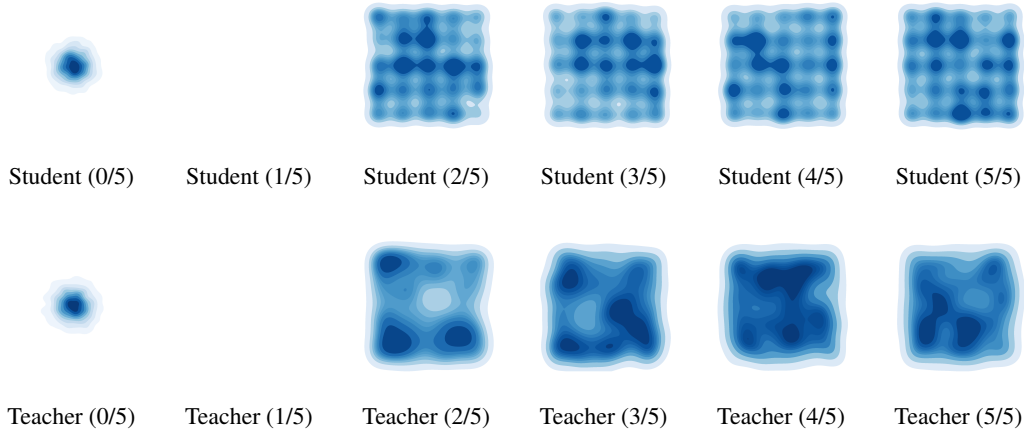 Student (0/5) Student (1/5) Student (2/5) Student (3/5) Student (4/5) Student (5/5)
Teacher (0/5) Teacher (1/5) Teacher (2/5) Teacher (3/5) Teacher (4/5) Teacher (5/5)